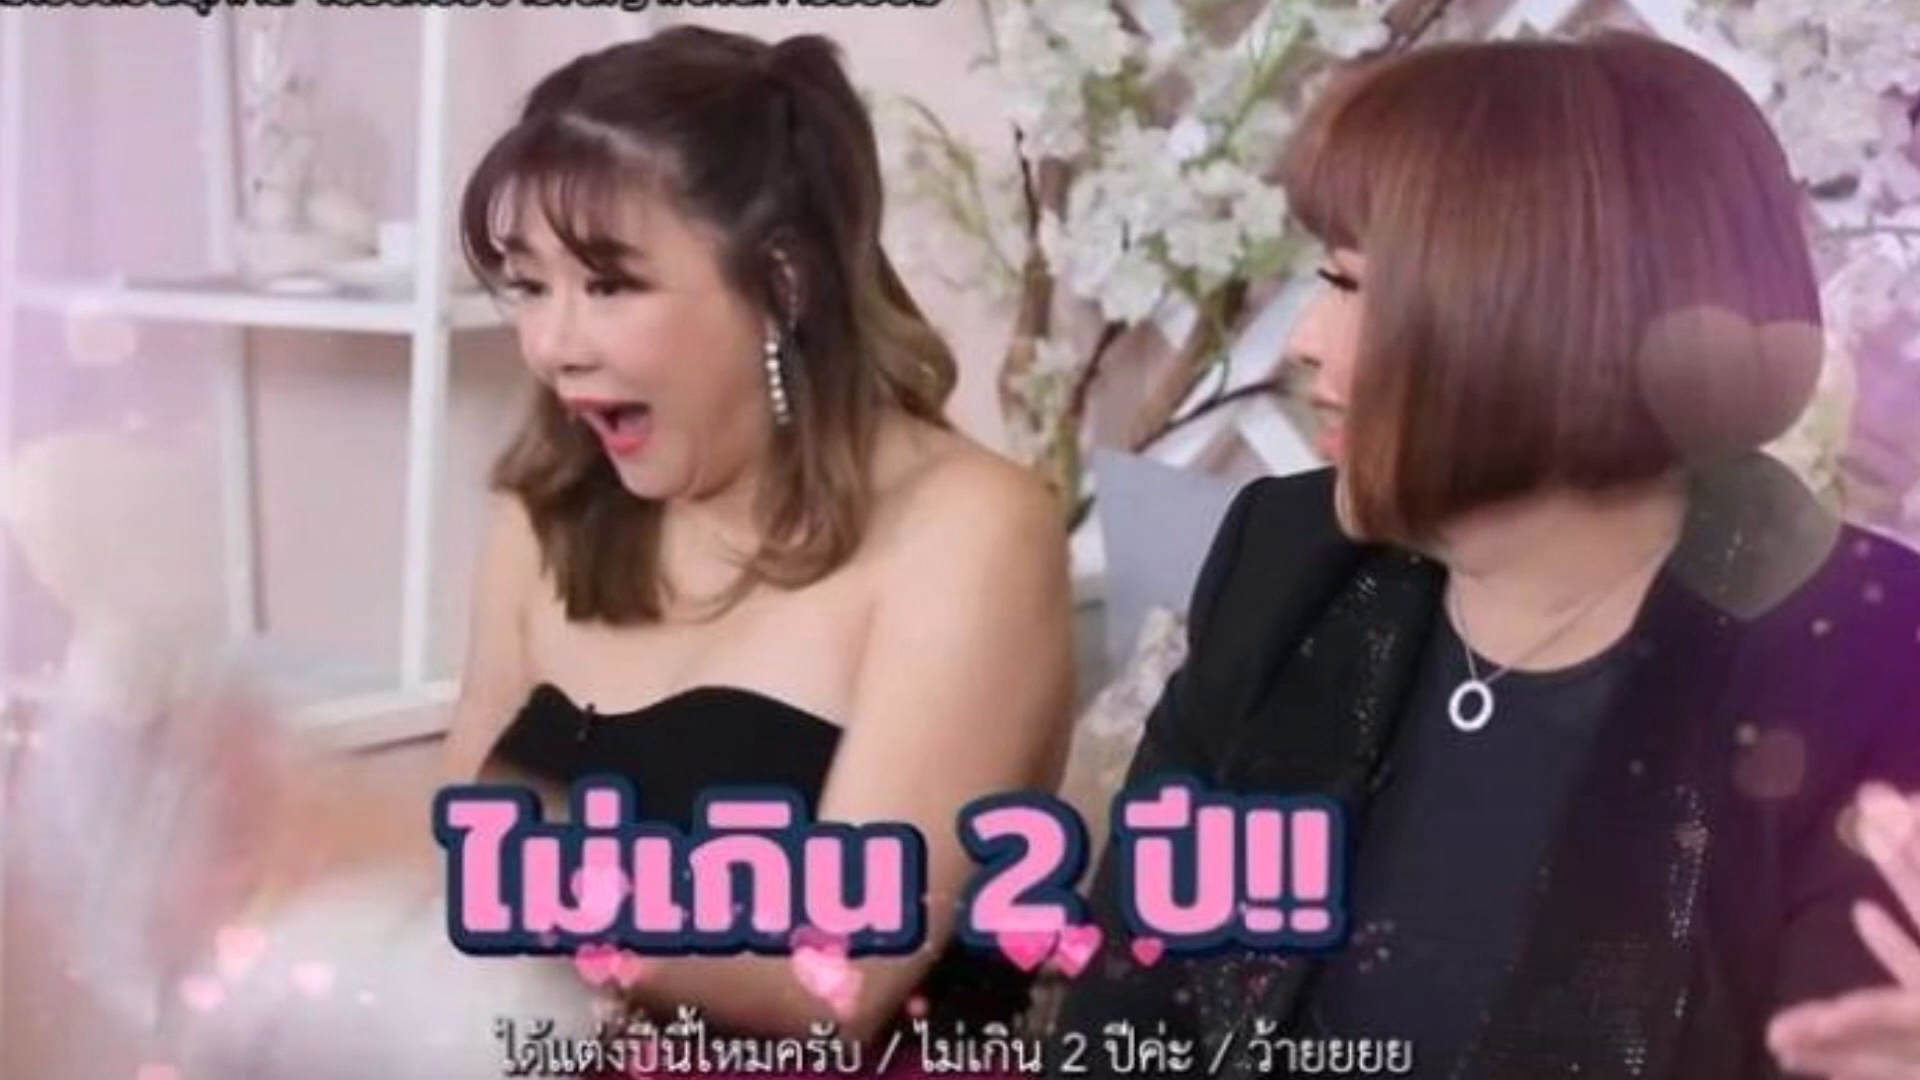 ไม่เกิน 2 ปี!!
ได้แต่งปีนี้ไหมครับ / ไม่เกิน 2 ปีค่ะ / ว้ายยยย